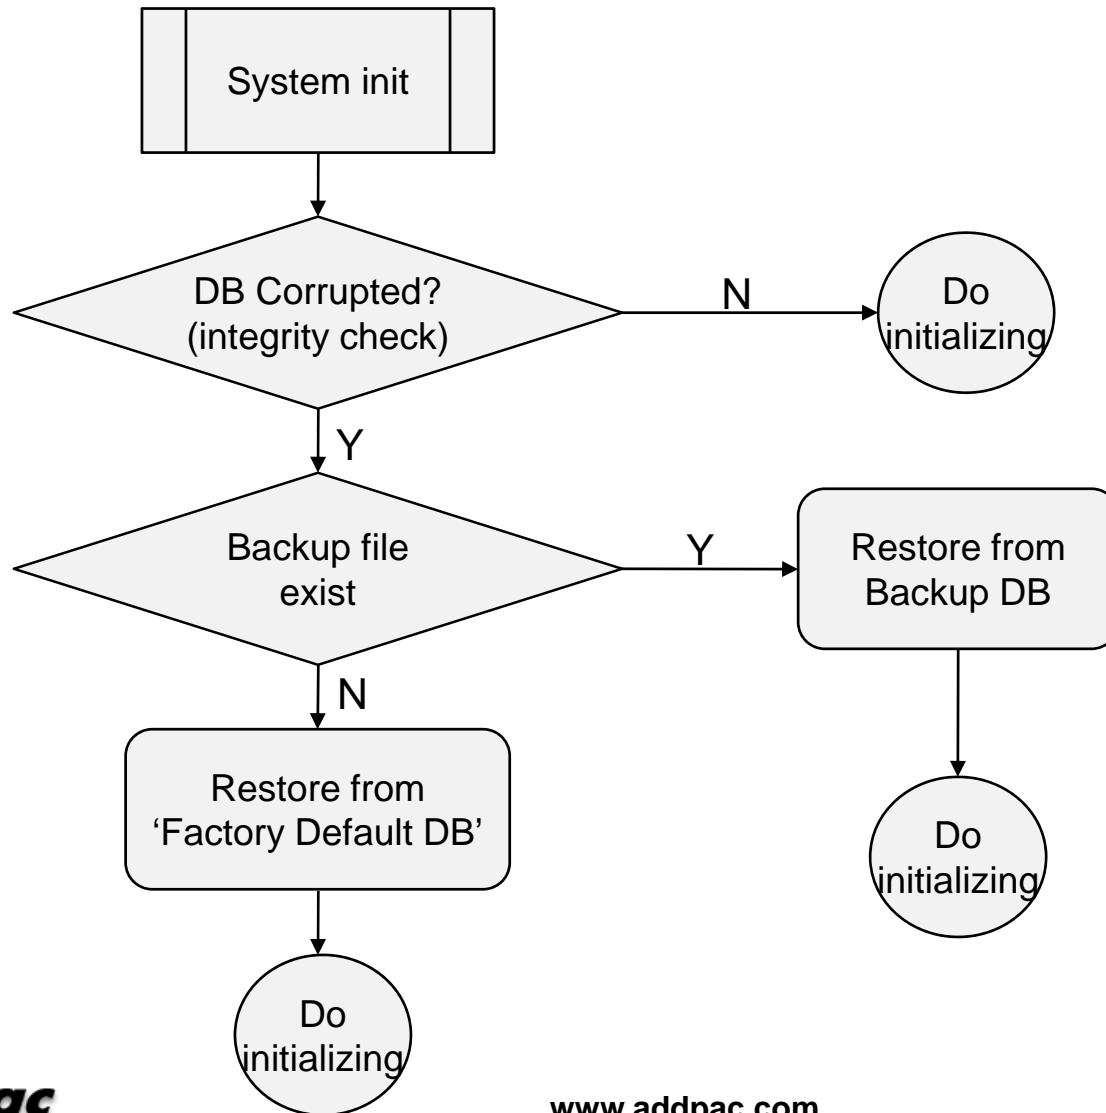 System init
DB Corrupted?
(integrity check)
N
Do
initializing
Y
Backup file
exist
Y
Restore from
Backup DB
N
Restore from
‘Factory Default DB’
Do
initializing
Do
initializing
www.addpac.com